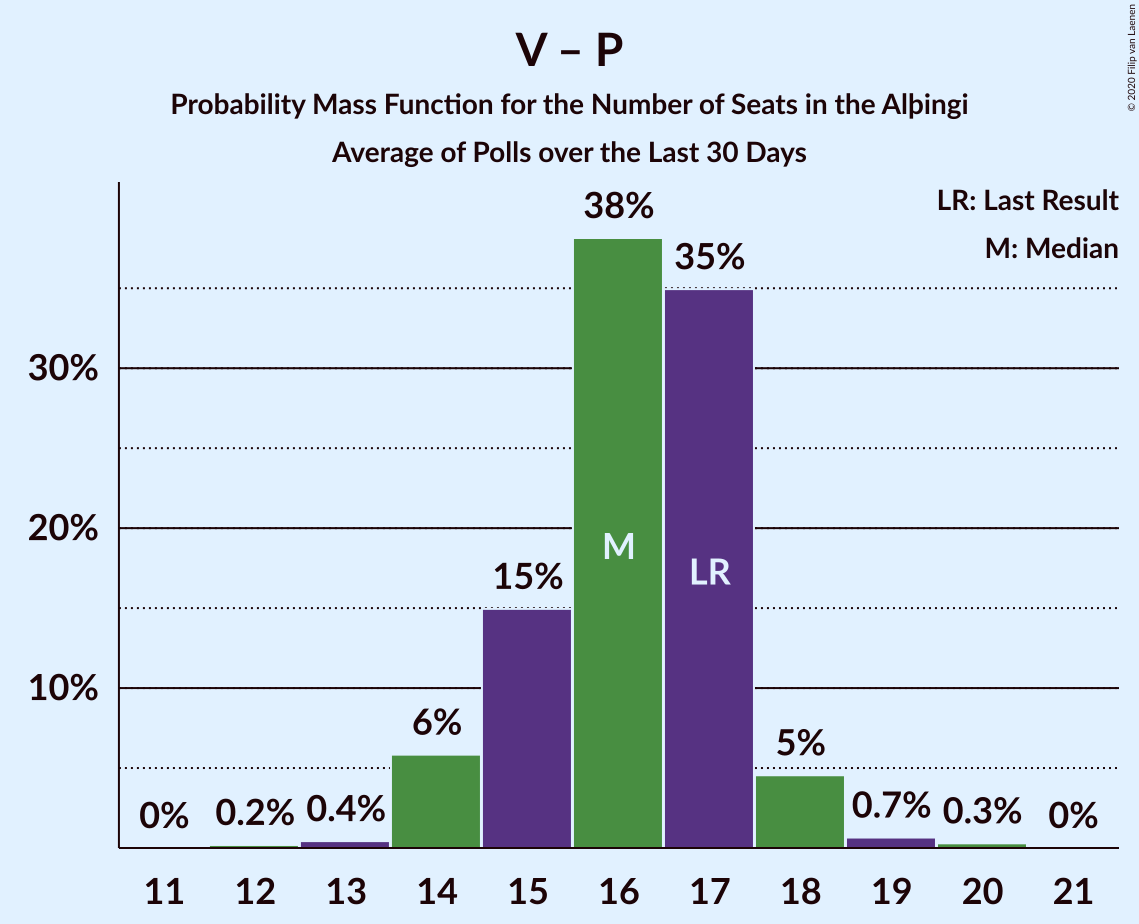 V – P
Probability Mass Function for the Number of Seats in the Alþingi
Average of Polls over the Last 30 Days
© 2020 Filip van Laenen
LR: Last Result
M: Median
38%
35%
30%
20%
15%
M
LR
10%
6%
5%
0%
0.2%
0.4%
0.7%
0.3%
0%
11 12 13 14 15 16 17 18 19 20 21